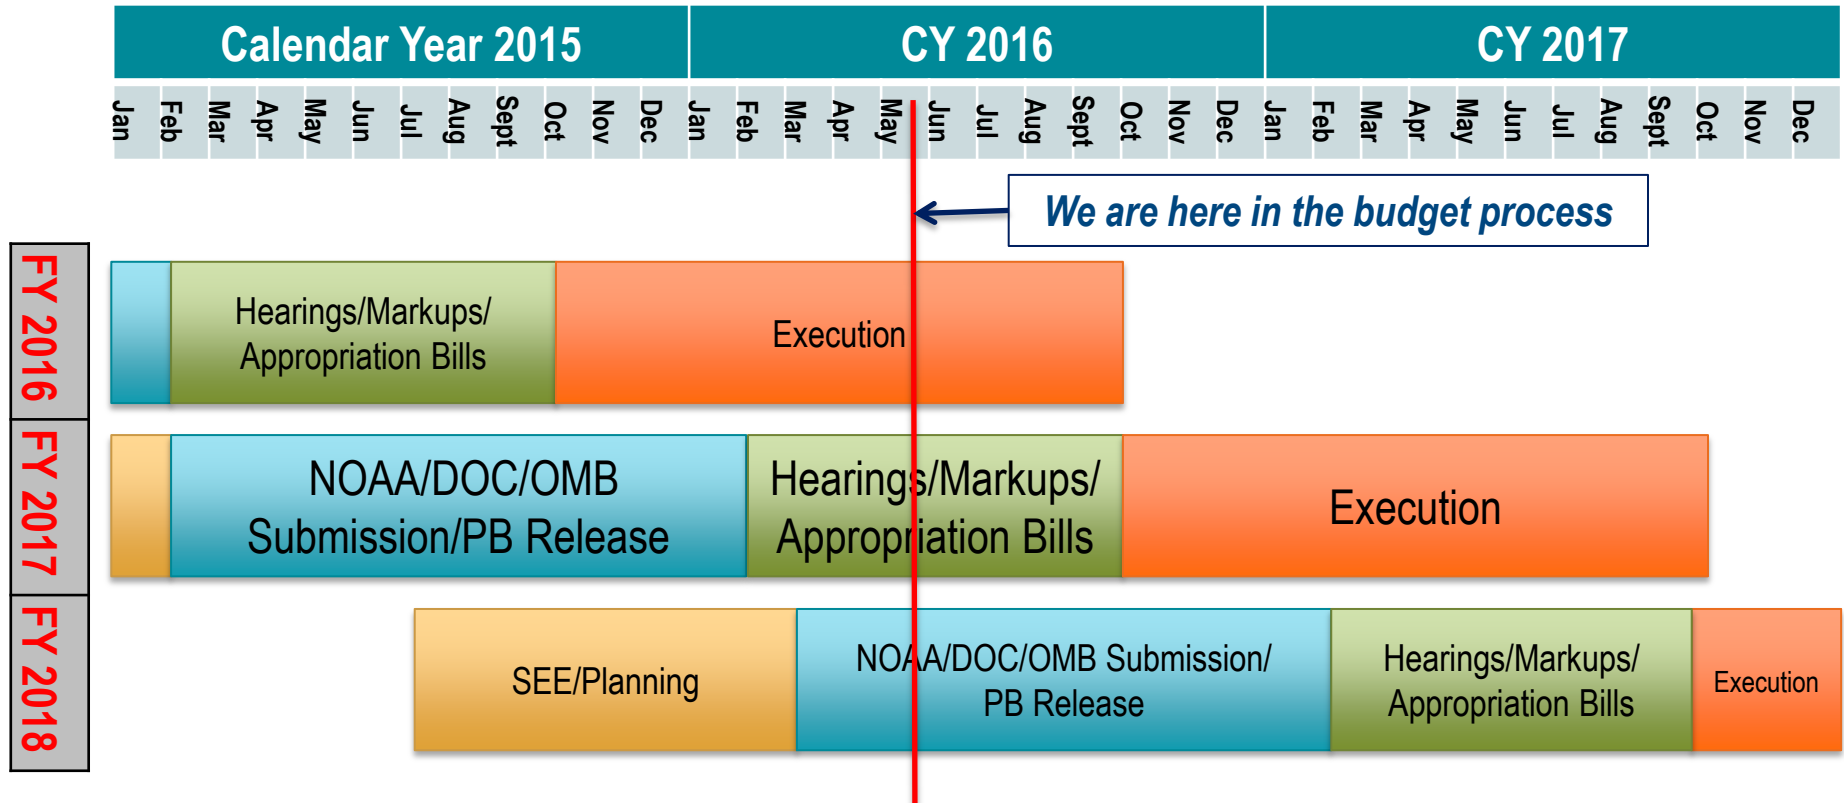 Calendar Year 2015
CY 2016
CY 2017
Jan
Feb
Mar
Apr
May
Jun
Jul
Aug
Sept
Oct
Nov
Dec
Jan
Feb
Mar
Apr
May
Jun
Jul
Aug
Sept
Oct
Nov
Dec
Jan
Feb
Mar
Apr
May
Jun
Jul
Aug
Sept
Oct
Nov
Dec
We are here in the budget process
FY 2016
Hearings/Markups/
Appropriation Bills
Execution
FY 2017
NOAA/DOC/OMB
Submission/PB Release
Hearings/Markups/
Appropriation Bills
Execution
FY 2018
SEE/Planning
NOAA/DOC/OMB Submission/
PB Release
Hearings/Markups/
Appropriation Bills
Execution